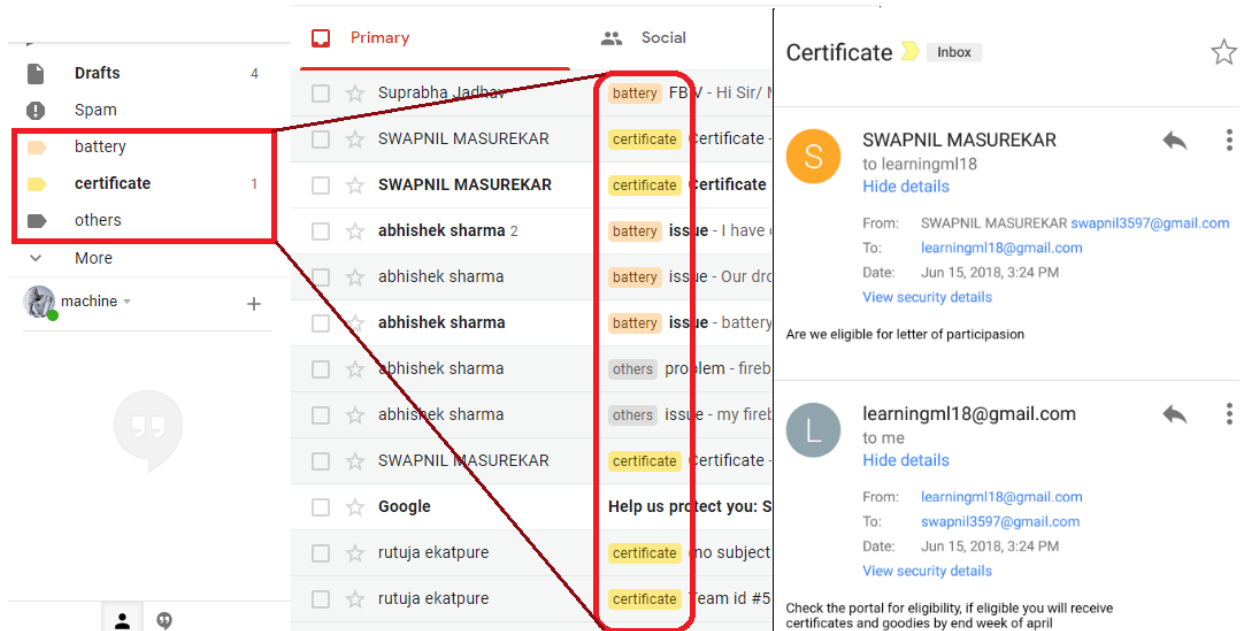 Drafts 4
Spam
battery
certificate 1
others
More
machine
Primary
Social
Suprabha Jadhav battery FB V - Hi Sir/
SWAPNIL MASUREKAR certificate Certificate -
SWAPNIL MASUREKAR certificate Certificate
abhishek sharma 2 battery issue - I have
abhishek sharma battery issue - Our dro
abhishek sharma battery issue - battery
abhishek sharma others problem - fireb
abhishek sharma others issue - my fireb
SWAPNIL MASUREKAR certificate Certificate -
Google Help us protect you: S
rutuja ekatpure certificate no subject
rutuja ekatpure certificate Team id #5
Certificate Inbox
S
SWAPNIL MASUREKAR
to learningml18
Hide details
From: SWAPNIL MASUREKAR swapnil3597@gmail.com
To: learningml18@gmail.com
Date: Jun 15, 2018, 3:24 PM
View security details
Are we eligible for letter of participasion
L
learningml18@gmail.com
to me
Hide details
From: learningml18@gmail.com
To: swapnil3597@gmail.com
Date: Jun 15, 2018, 3:24 PM
View security details
Check the portal for eligibility, if eligible you will receive
certificates and goodies by end week of april